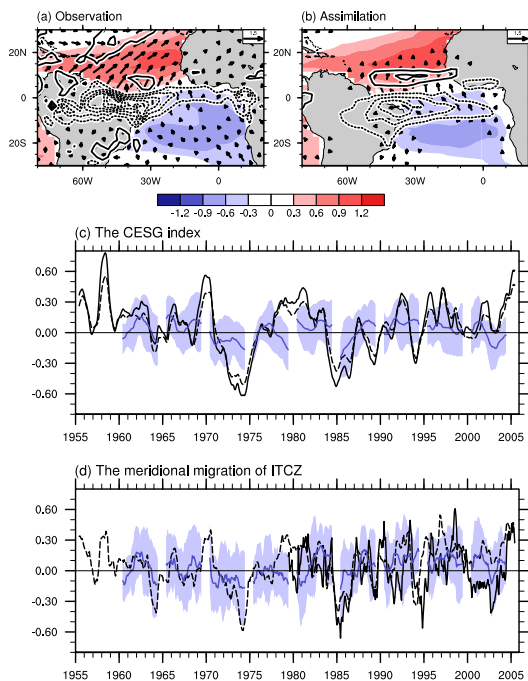 (a) Observation (b) Assimilation
1.5 1.5
20N 20N
0 0
20S 20S
60W 30W 0 60W 30W 0
-1.2 -0.9 -0.6 -0.3 0 0.3 0.6 0.9 1.2
(c) The CESG index
0.60
0.30
0.00
-0.30
-0.60
1955 1960 1965 1970 1975 1980 1985 1990 1995 2000 2005
(d) The meridional migration of ITCZ
0.60
0.30
0.00
-0.30
-0.60
1955 1960 1965 1970 1975 1980 1985 1990 1995 2000 2005